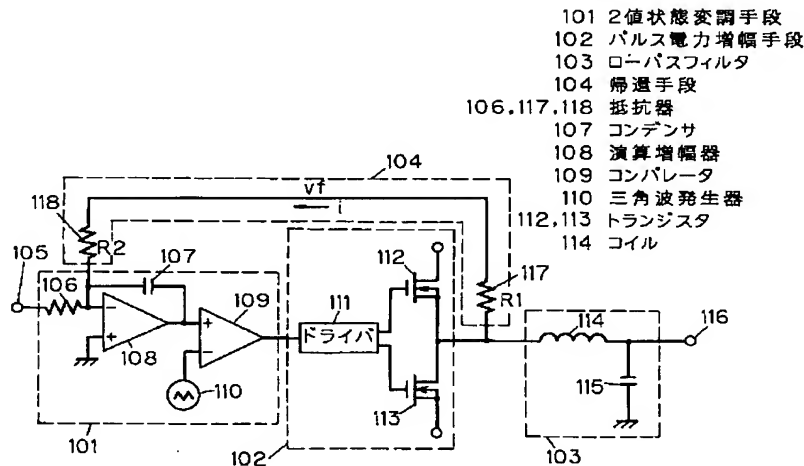 101 2値状態変調手段
102 パルス電力増幅手段
103 ローパスフィルタ
104 帰還手段
106,117,118 抵抗器
107 コンデンサ
108 演算増幅器
109 コンパレータ
110 三角波発生器
112,113 トランジスタ
114 コイル
104
vf
118
R2
105
106
107
109
108
110
101
111
ドライバ
112
113
102
117
R1
114
115
116
103